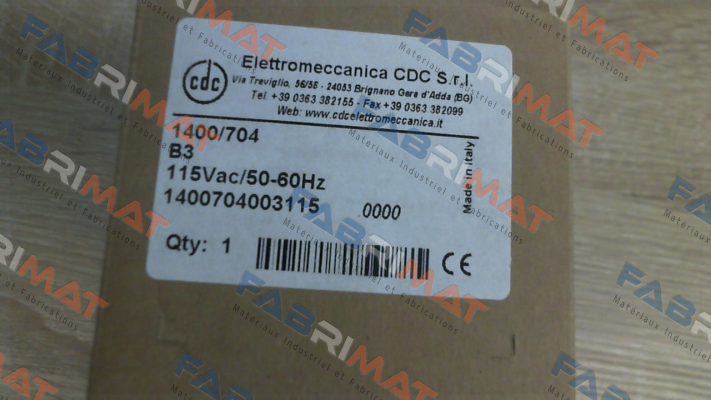 cdc
Elettromeccanica CDC S.r.l.
Via Treviglio, 56/58 - 24053 Brignano Gera d'Adda (BG)
Tel. +39 0363 382155 - Fax +39 0363 382099
Web: www.cdcelettromeccanica.it
1400/704
B3
115Vac/50-60Hz
1400704003115 0000
Made in Italy
Qty: 1
CE
FABRIMAT
Matériaux Industriel et Fabrications